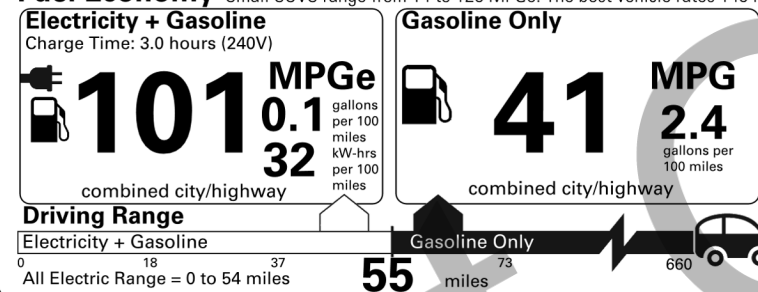 Electricity + Gasoline
Charge Time: 3.0 hours (240V)
101
MPGe
0.1 gallons
per 100
miles
32 kW-hrs
per 100
miles
combined city/highway
Gasoline Only
41
MPG
2.4
gallons per
100 miles
combined city/highway
Driving Range
Electricity + Gasoline
Gasoline Only
0 18 37 55 miles 73 660
All Electric Range = 0 to 54 miles